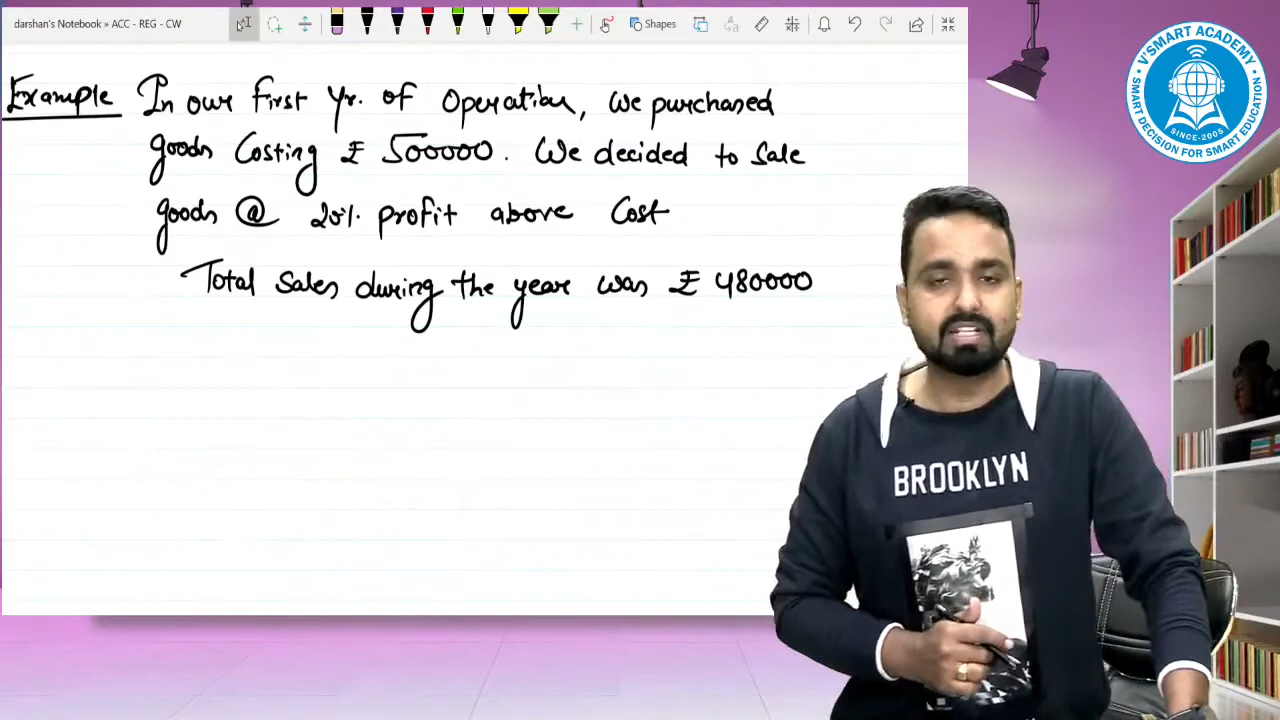 darshan's Notebook » ACC - REG - CW
Shapes
Example In our first Yr. of Operation, We purchased
goods Costing ₹ 500000. We decided to Sale
goods @ 20%. profit above Cost
Total Sales during the year was ₹ 480000
V'SMART ACADEMY
SINCE-2005
SMART DECISION FOR SMART EDUCATION
BROOKLYN